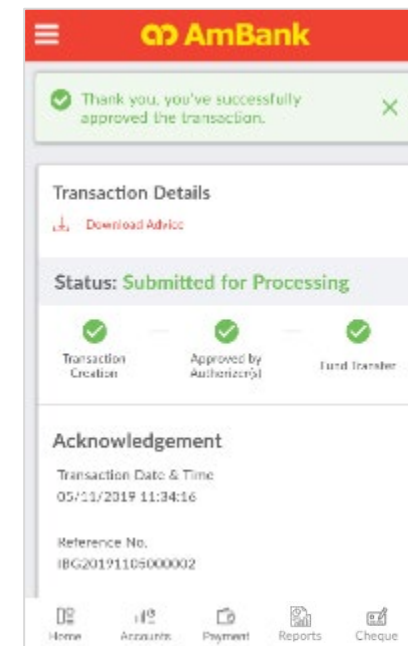 AmBank
Thank you, you've successfully
approved the transaction.
Transaction Details
Download Advice
Status: Submitted for Processing
Transaction
Creation
Approved by
Authorizer(s)
Fund Transfer
Acknowledgement
Transaction Date & Time
05/11/2019 11:34:16
Reference No.
IBG20191105000002
Home Accounts Payment Reports Cheque